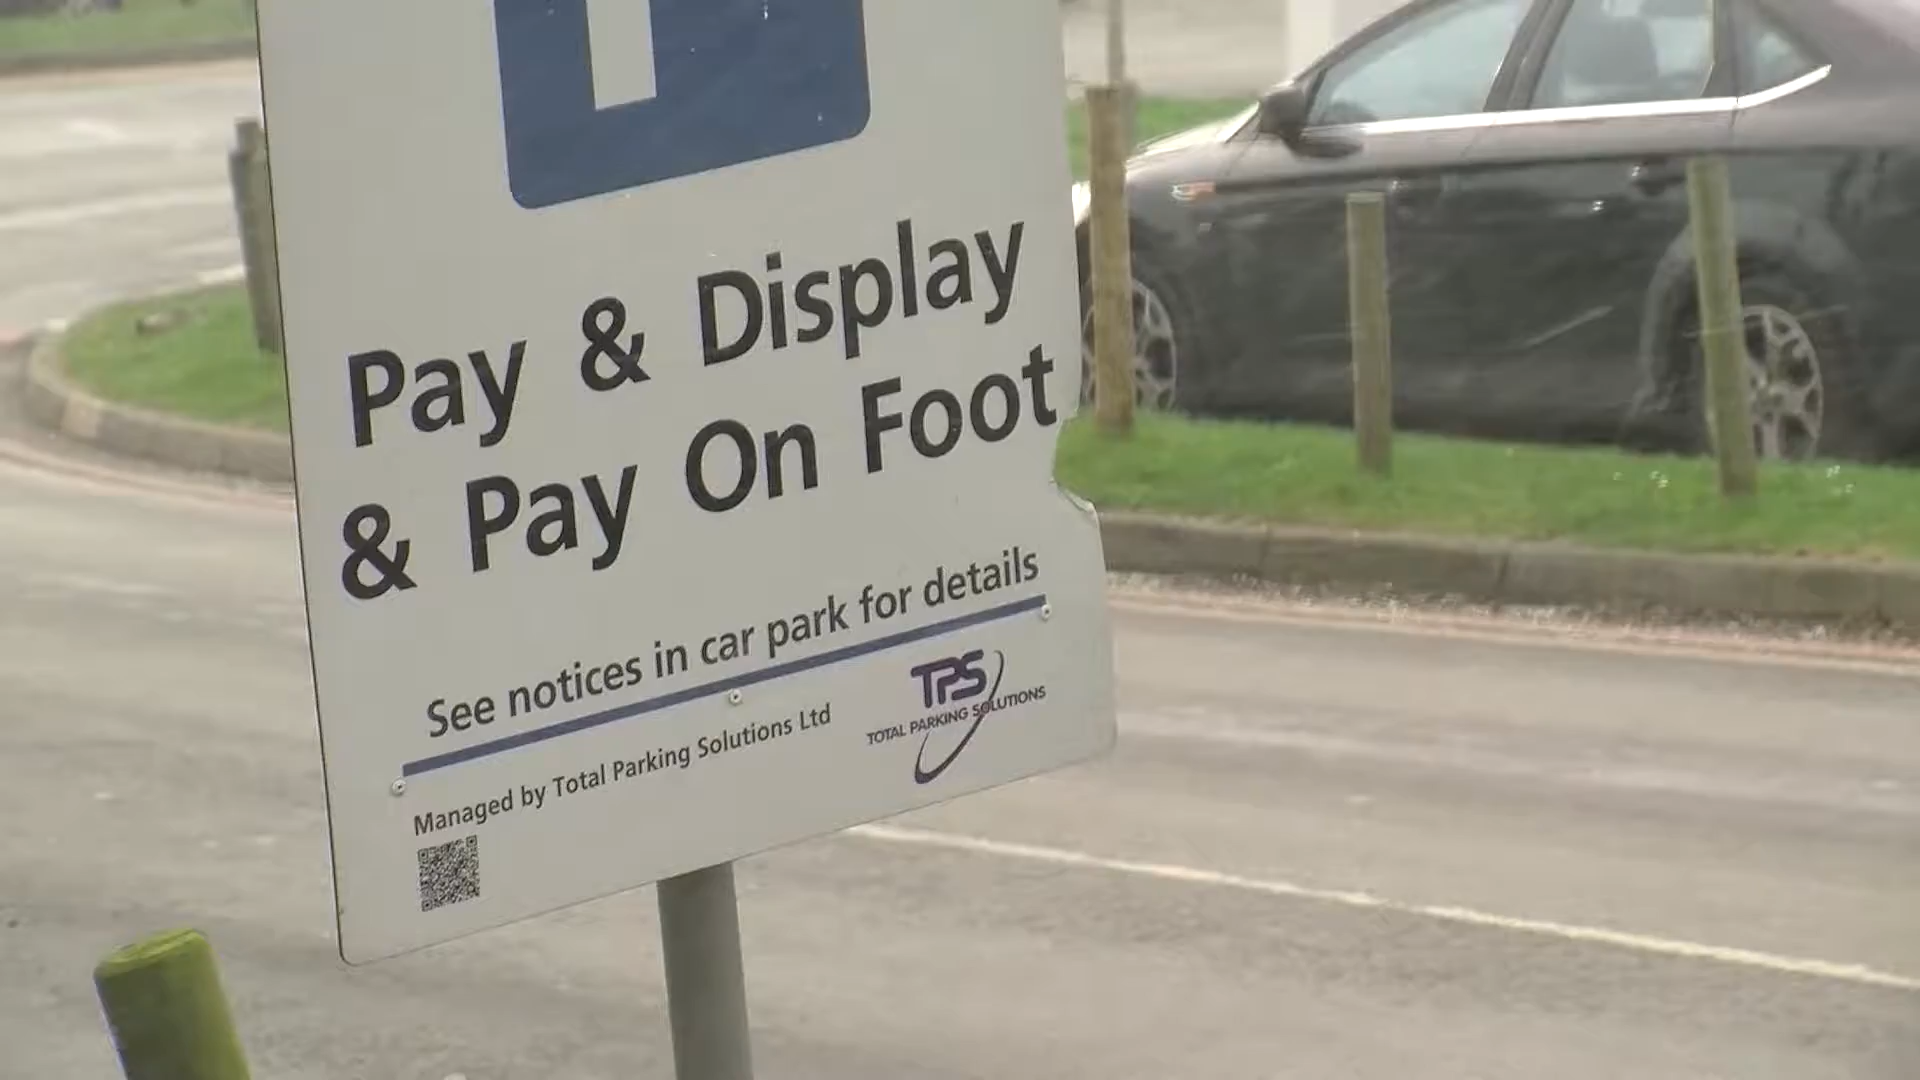 Pay & Display
& Pay On Foot
See notices in car park for details
Managed by Total Parking Solutions Ltd
TPS
TOTAL PARKING SOLUTIONS